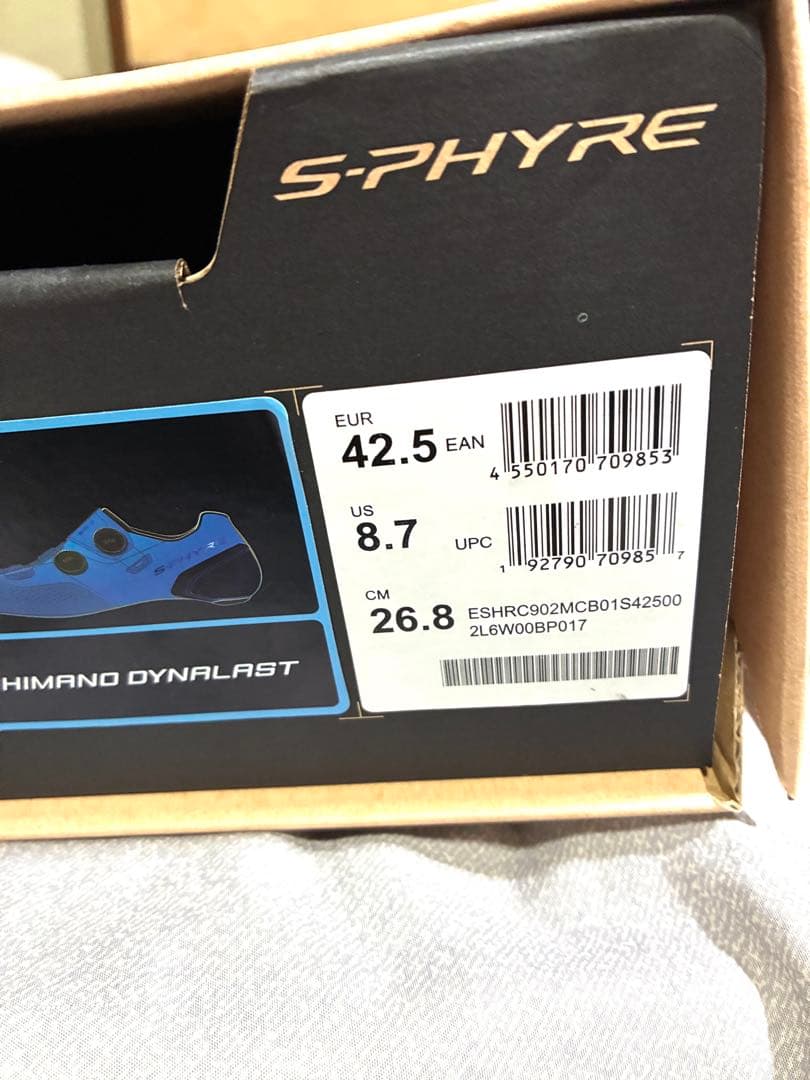 S-PHYRE
EUR
42.5
EAN
4 550170 709853
US
8.7
UPC
1 92790 70985 7
CM
26.8
ESHRC902MCB01S42500
2L6W00BP017
S-PHYRE
HIMANO DYNALAST